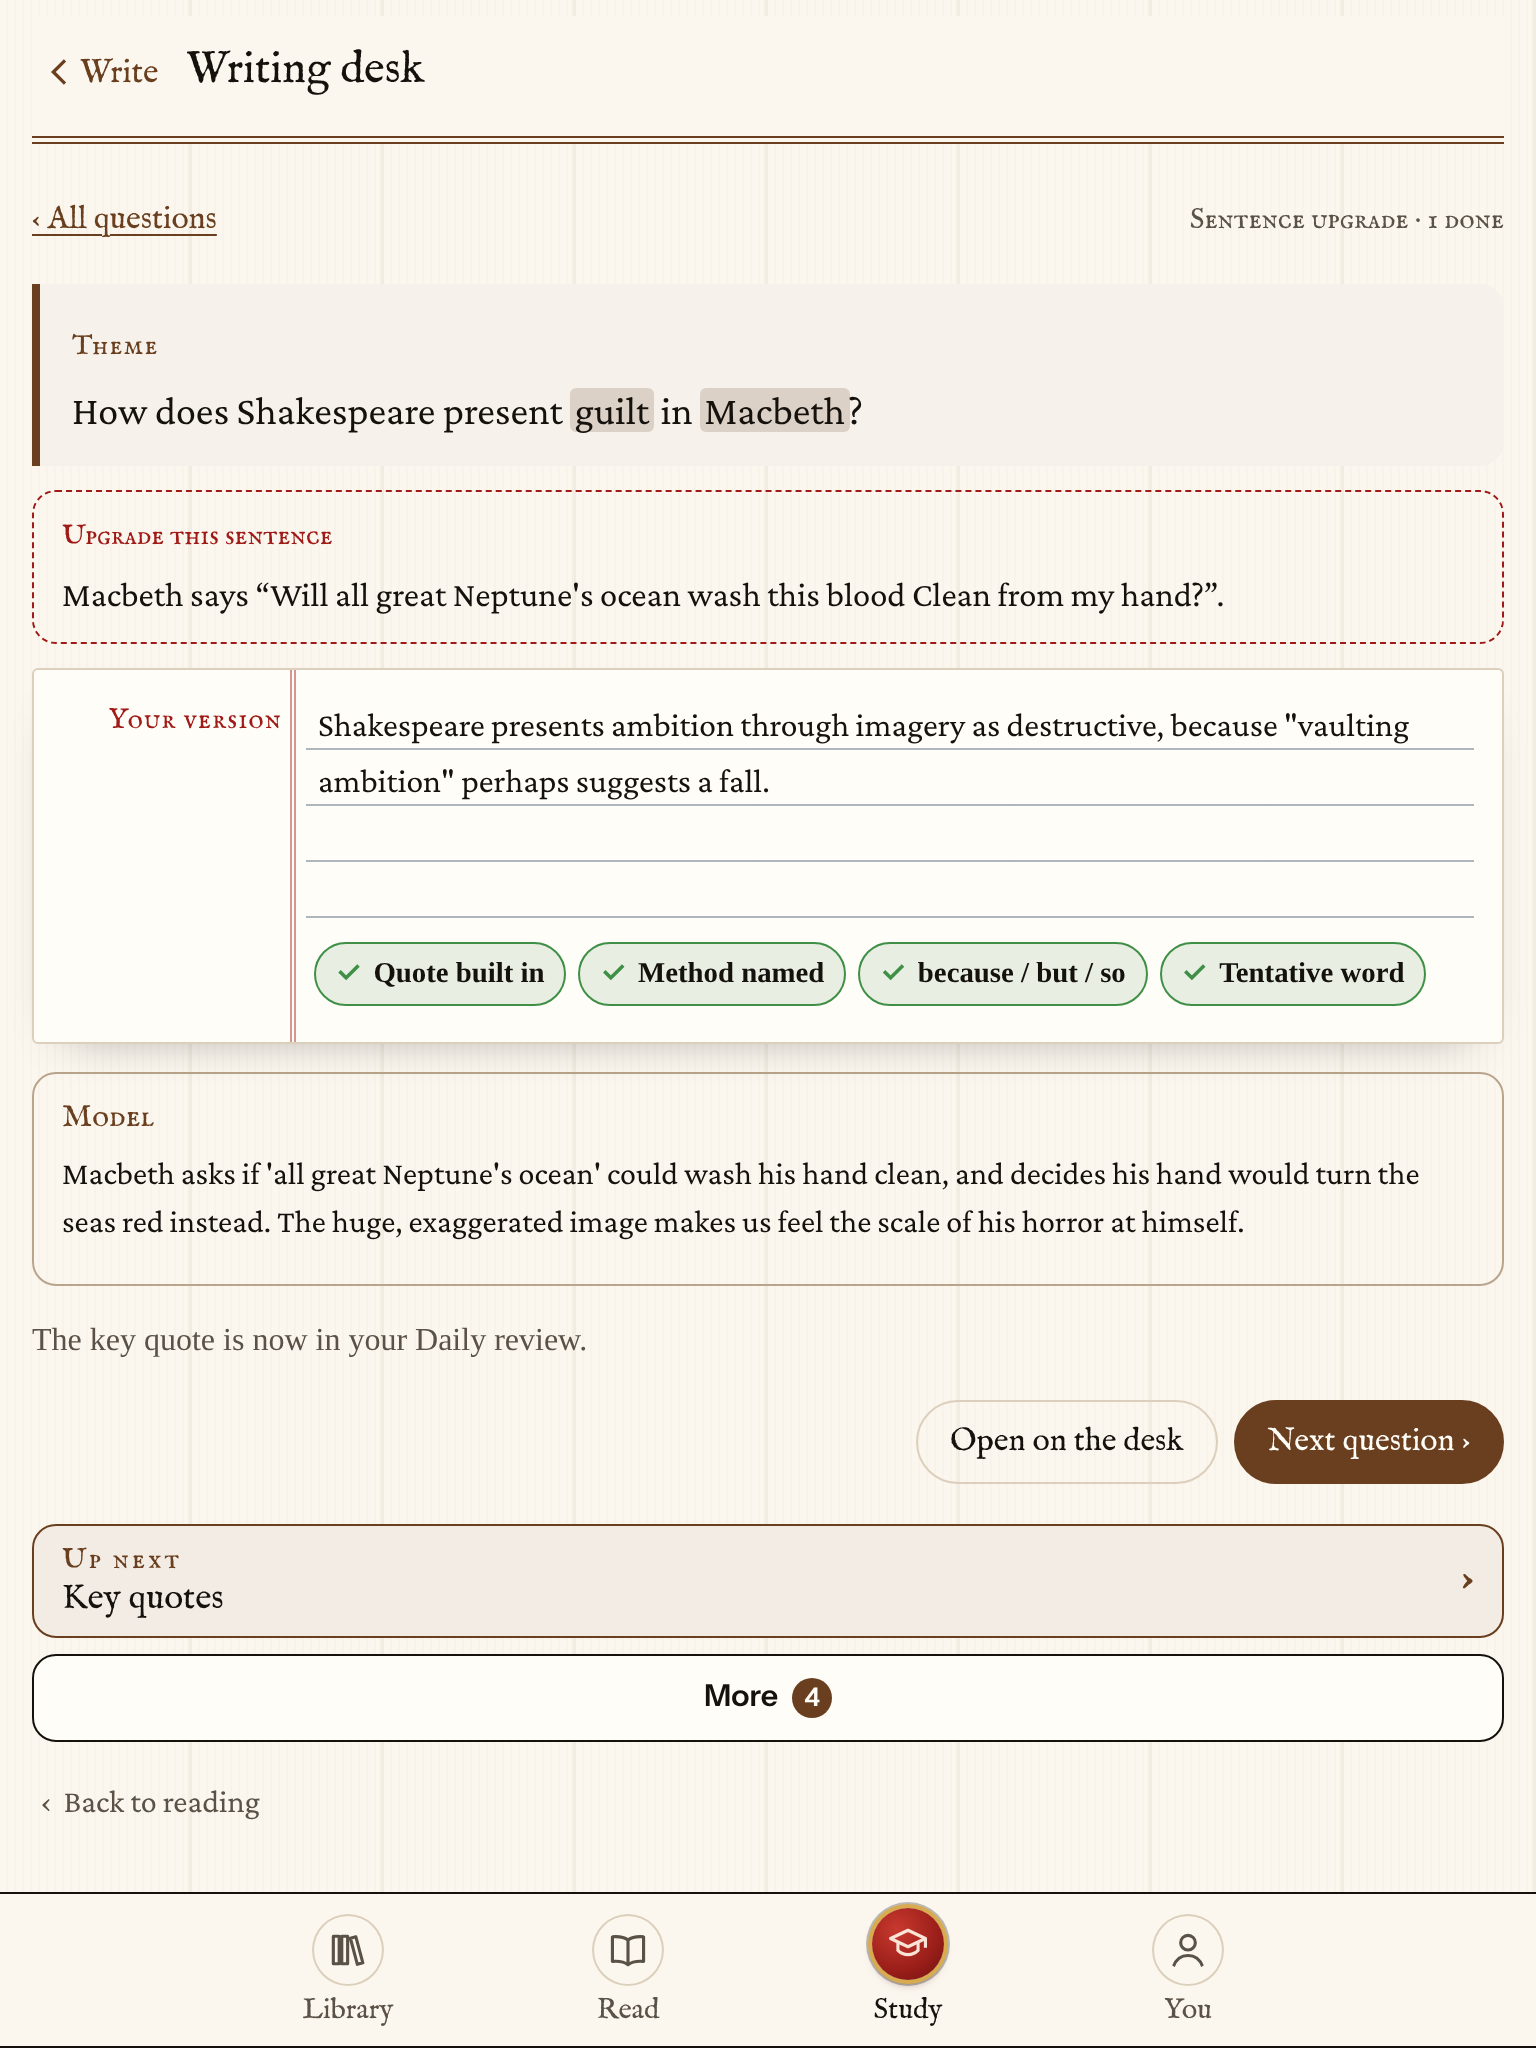 Write Writing desk
‹ All questions
Sentence upgrade · 1 done
Theme
How does Shakespeare present guilt in Macbeth?
Upgrade this sentence
Macbeth says “Will all great Neptune's ocean wash this blood Clean from my hand?”.
Your version
Shakespeare presents ambition through imagery as destructive, because "vaulting
ambition" perhaps suggests a fall.
Quote built in
Method named
because / but / so
Tentative word
Model
Macbeth asks if 'all great Neptune's ocean' could wash his hand clean, and decides his hand would turn the
seas red instead. The huge, exaggerated image makes us feel the scale of his horror at himself.
The key quote is now in your Daily review.
Open on the desk
Next question ›
Up next
Key quotes
›
More 4
‹ Back to reading
Library
Read
Study
You